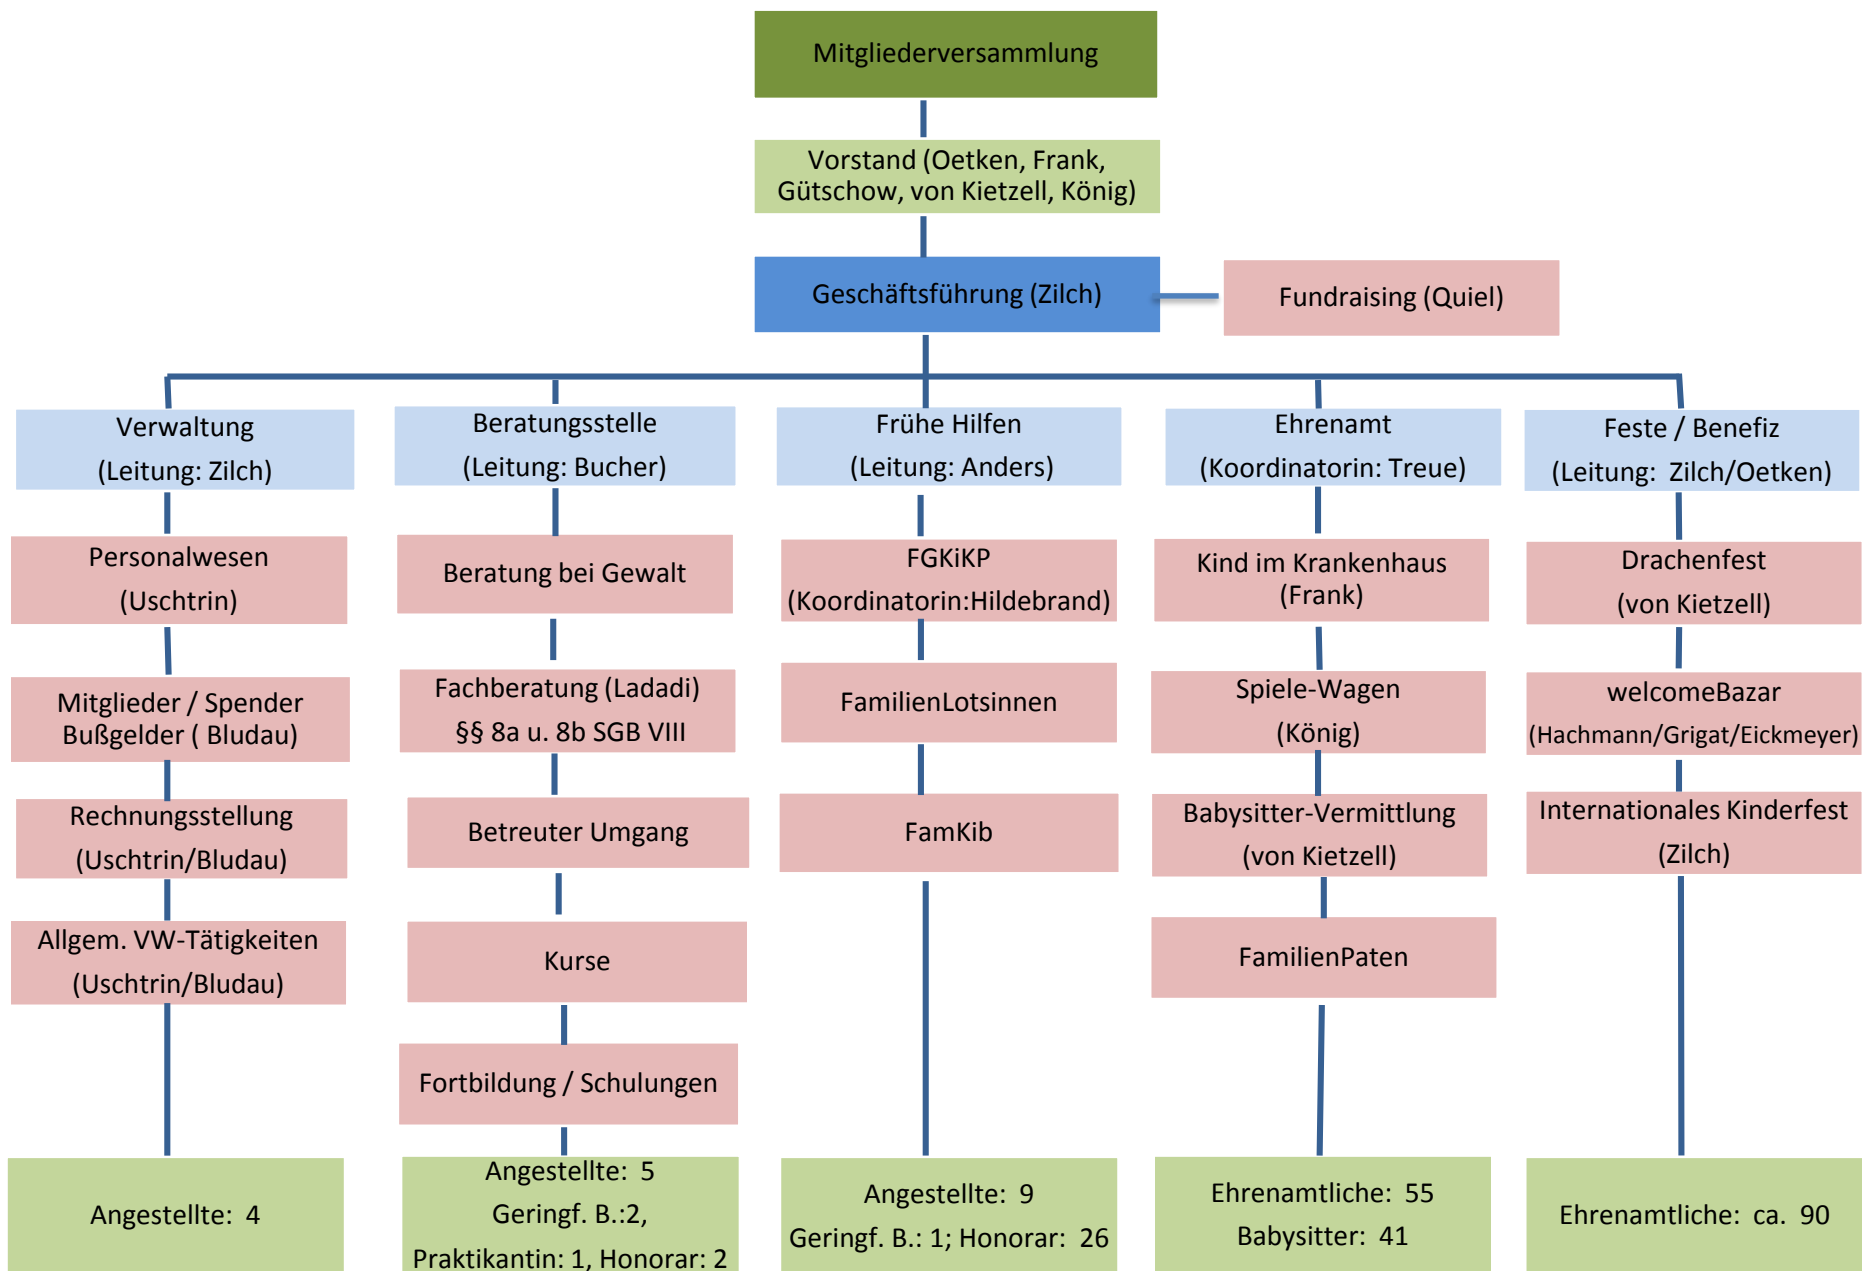 Mitgliederversammlung
Vorstand (Oetken, Frank,
Gütschow, von Kietzell, König)
Geschäftsführung (Zilch)
Fundraising (Quiel)
Verwaltung
(Leitung: Zilch)
Personalwesen
(Uschtrin)
Mitglieder / Spender
Bußgelder ( Bludau)
Rechnungsstellung
(Uschtrin/Bludau)
Allgem. VW-Tätigkeiten
(Uschtrin/Bludau)
Angestellte: 4
Beratungsstelle
(Leitung: Bucher)
Beratung bei Gewalt
Fachberatung (Ladadi)
§§ 8a u. 8b SGB VIII
Betreuter Umgang
Kurse
Fortbildung / Schulungen
Angestellte: 5
Geringf. B.:2,
Praktikantin: 1, Honorar: 2
Frühe Hilfen
(Leitung: Anders)
FGKiKP
(Koordinatorin:Hildebrand)
FamilienLotsinnen
FamKib
Angestellte: 9
Geringf. B.: 1; Honorar: 26
Ehrenamt
(Koordinatorin: Treue)
Kind im Krankenhaus
(Frank)
Spiele-Wagen
(König)
Babysitter-Vermittlung
(von Kietzell)
FamilienPaten
Ehrenamtliche: 55
Babysitter: 41
Feste / Benefiz
(Leitung: Zilch/Oetken)
Drachenfest
(von Kietzell)
welcomeBazar
(Hachmann/Grigat/Eickmeyer)
Internationales Kinderfest
(Zilch)
Ehrenamtliche: ca. 90